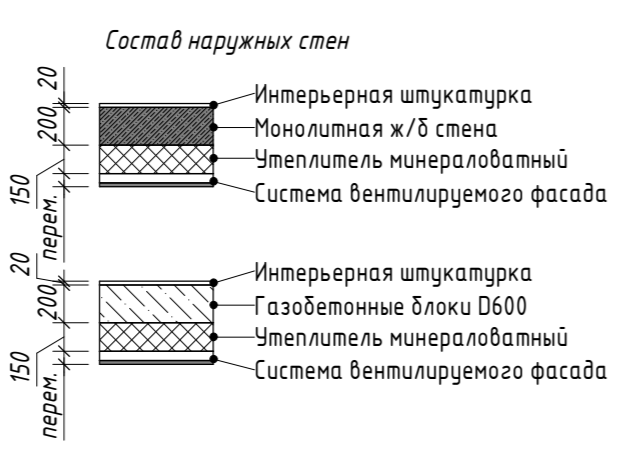 Состав наружных стен
20
Интерьерная штукатурка
200
Монолитная ж/б стена
150
Утеплитель минераловатный
перем.
Система вентилируемого фасада
20
Интерьерная штукатурка
200
Газобетонные блоки D600
150
Утеплитель минераловатный
перем.
Система вентилируемого фасада